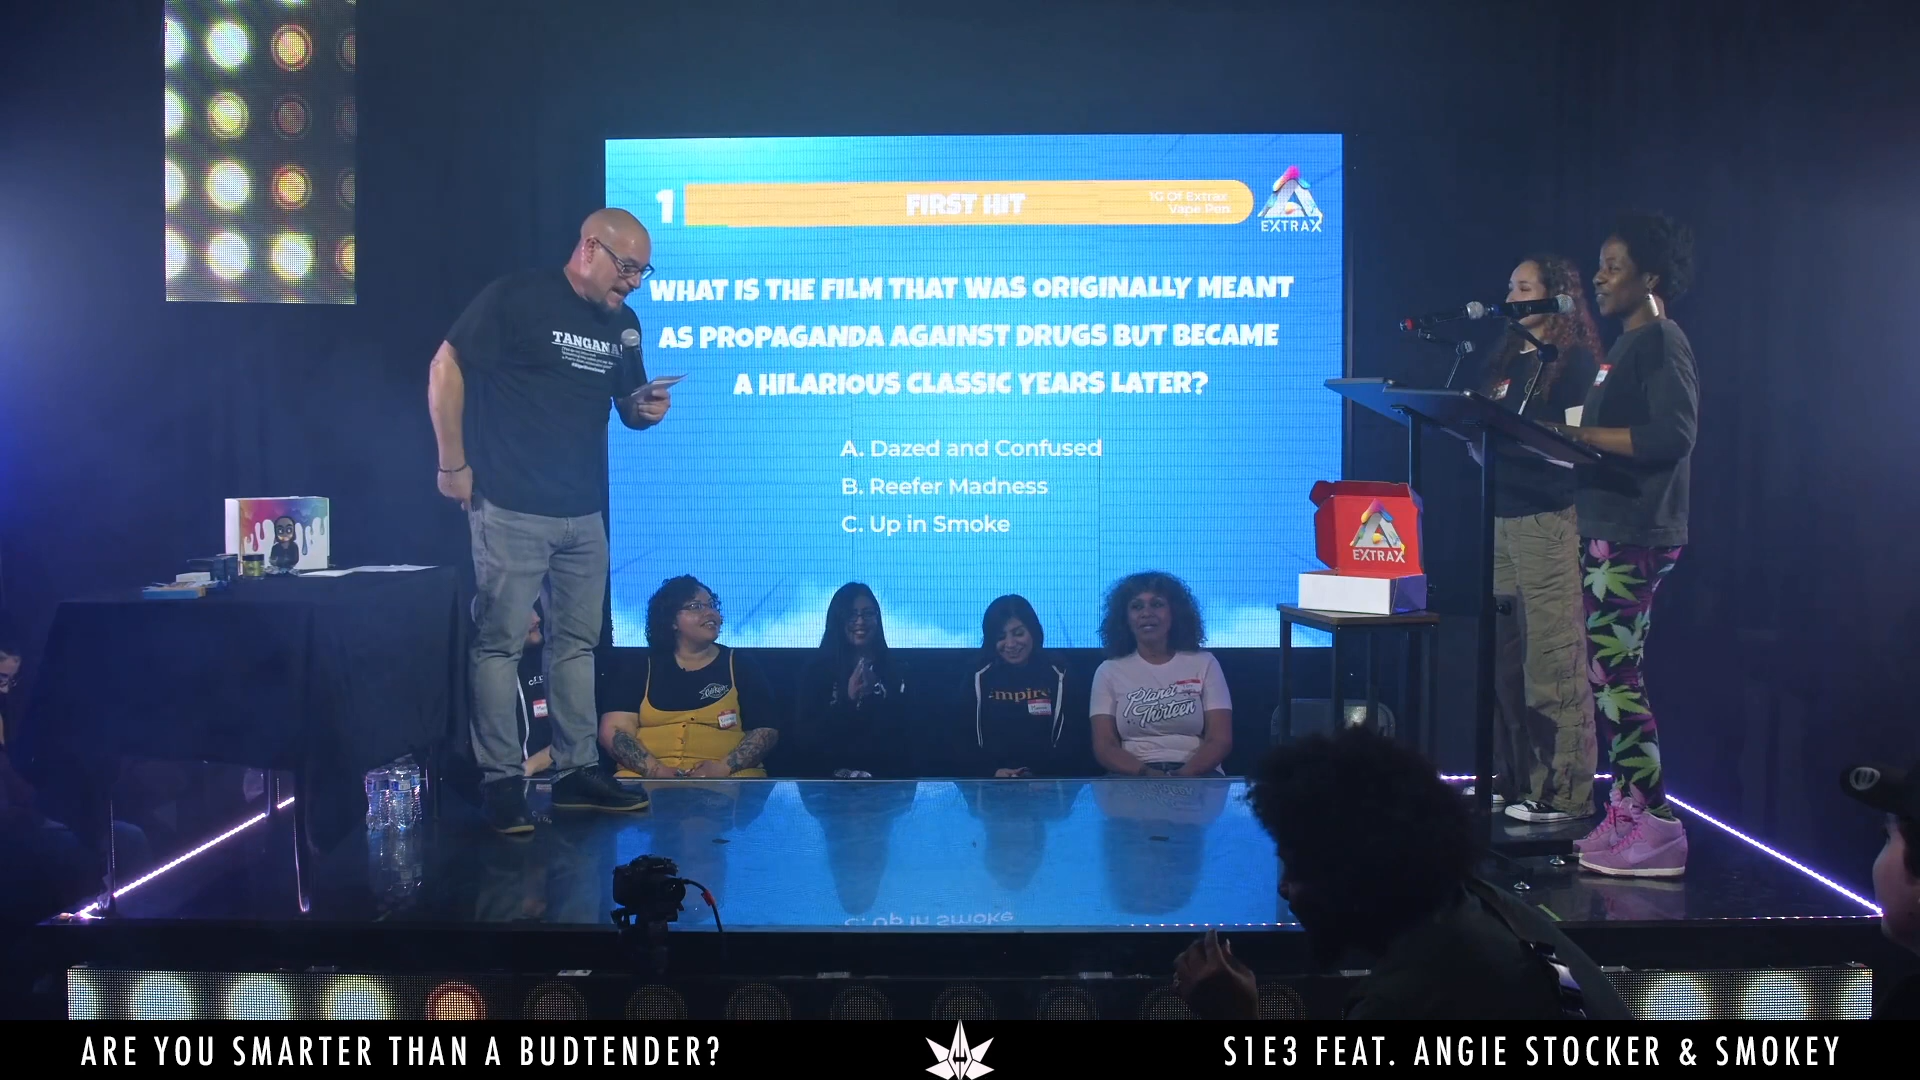 1
FIRST HIT
1G Of Extrax
Vape Pen
EXTRAX
WHAT IS THE FILM THAT WAS ORIGINALLY MEANT
AS PROPAGANDA AGAINST DRUGS BUT BECAME
A HILARIOUS CLASSIC YEARS LATER?
A. Dazed and Confused
B. Reefer Madness
C. Up in Smoke
EXTRAX
Planet
Thirteen
ARE YOU SMARTER THAN A BUDTENDER?
S1E3 FEAT. ANGIE STOCKER & SMOKEY